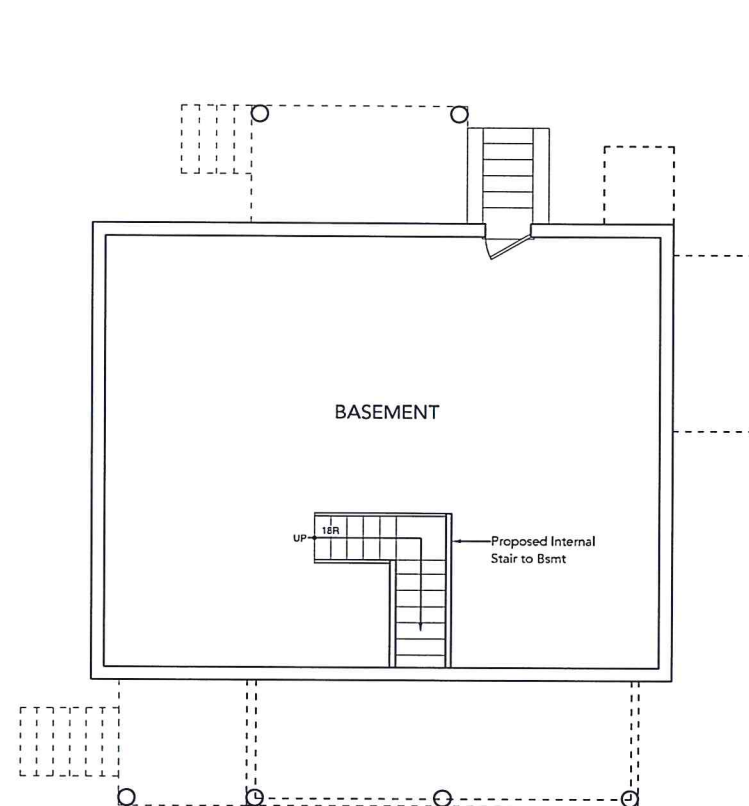 BASEMENT
18R
UP
Proposed Internal
Stair to Bsmt